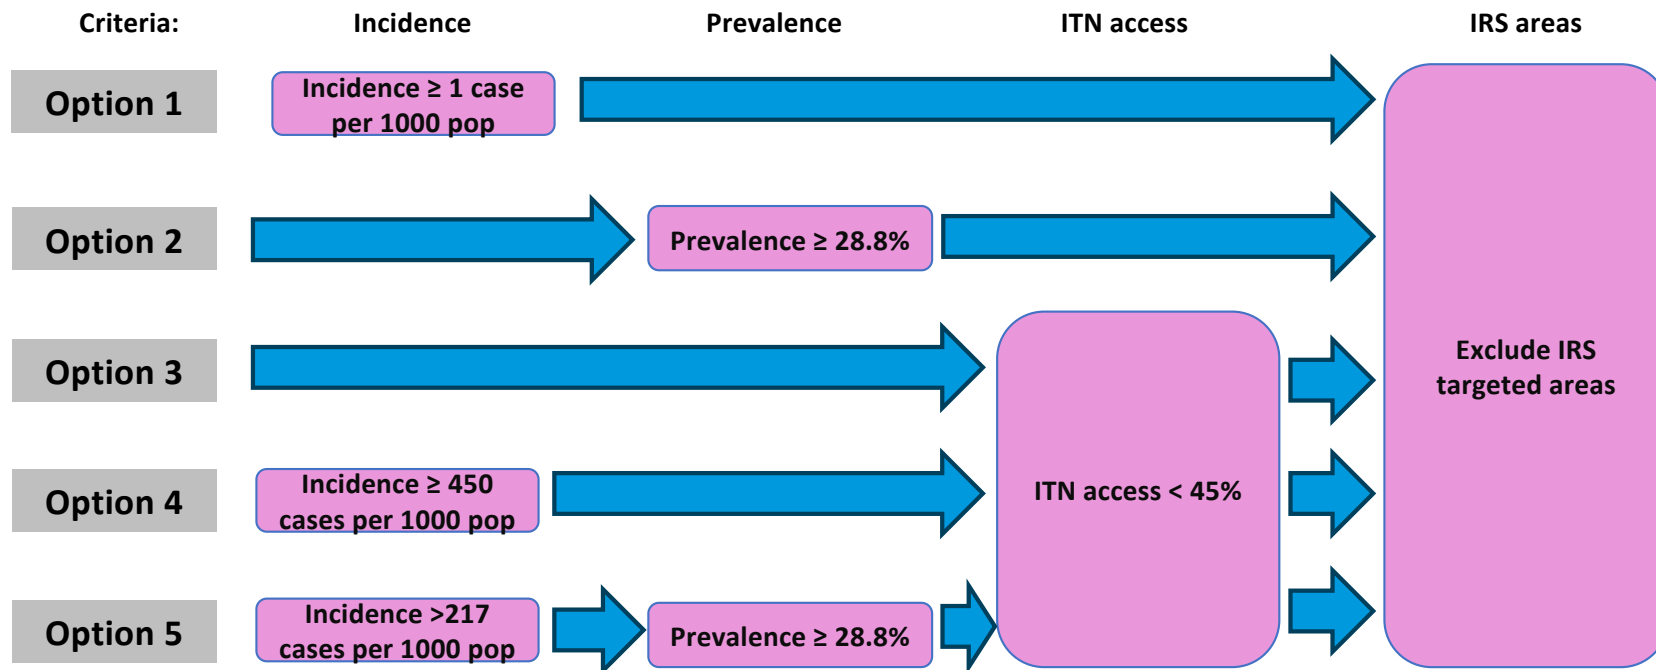 Criteria:
Incidence
Prevalence
ITN access
IRS areas
Option 1
Incidence ≥ 1 case
per 1000 pop
Option 2
Prevalence ≥ 28.8%
Option 3
Exclude IRS
targeted areas
Option 4
Incidence ≥ 450
cases per 1000 pop
ITN access < 45%
Option 5
Incidence >217
cases per 1000 pop
Prevalence ≥ 28.8%